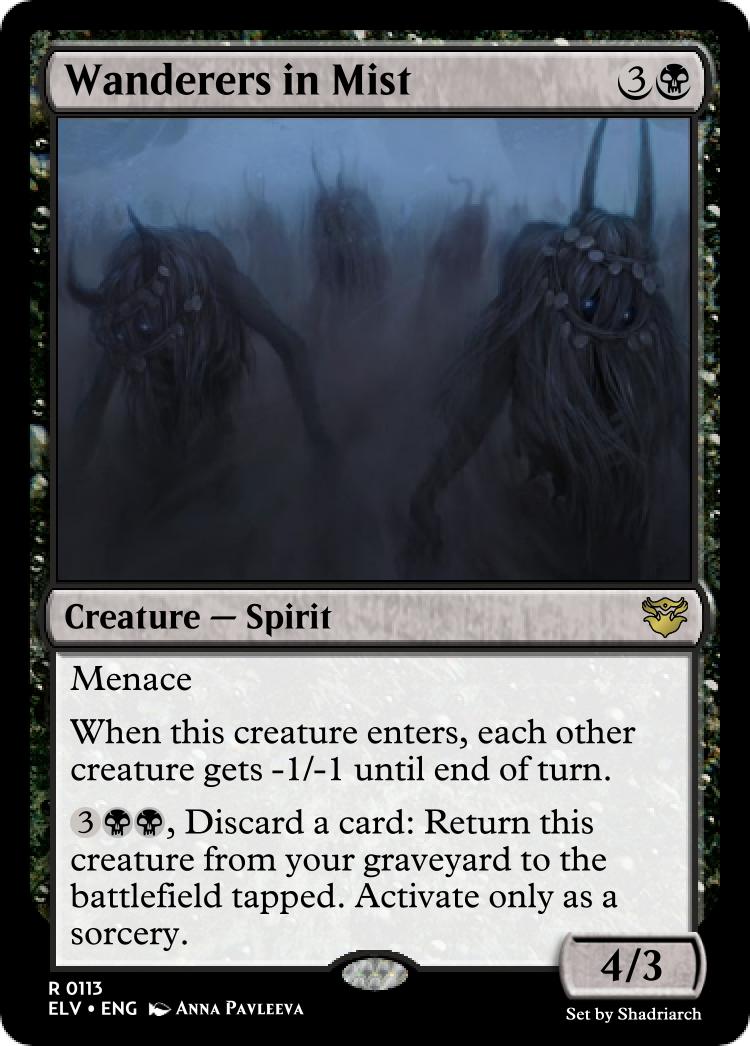 Wanderers in Mist
3
Creature — Spirit
Menace
When this creature enters, each other
creature gets -1/-1 until end of turn.
3, Discard a card: Return this
creature from your graveyard to the
battlefield tapped. Activate only as a
sorcery.
4/3
R 0113
ELV • ENG Anna Pavleeva
Set by Shadriarch